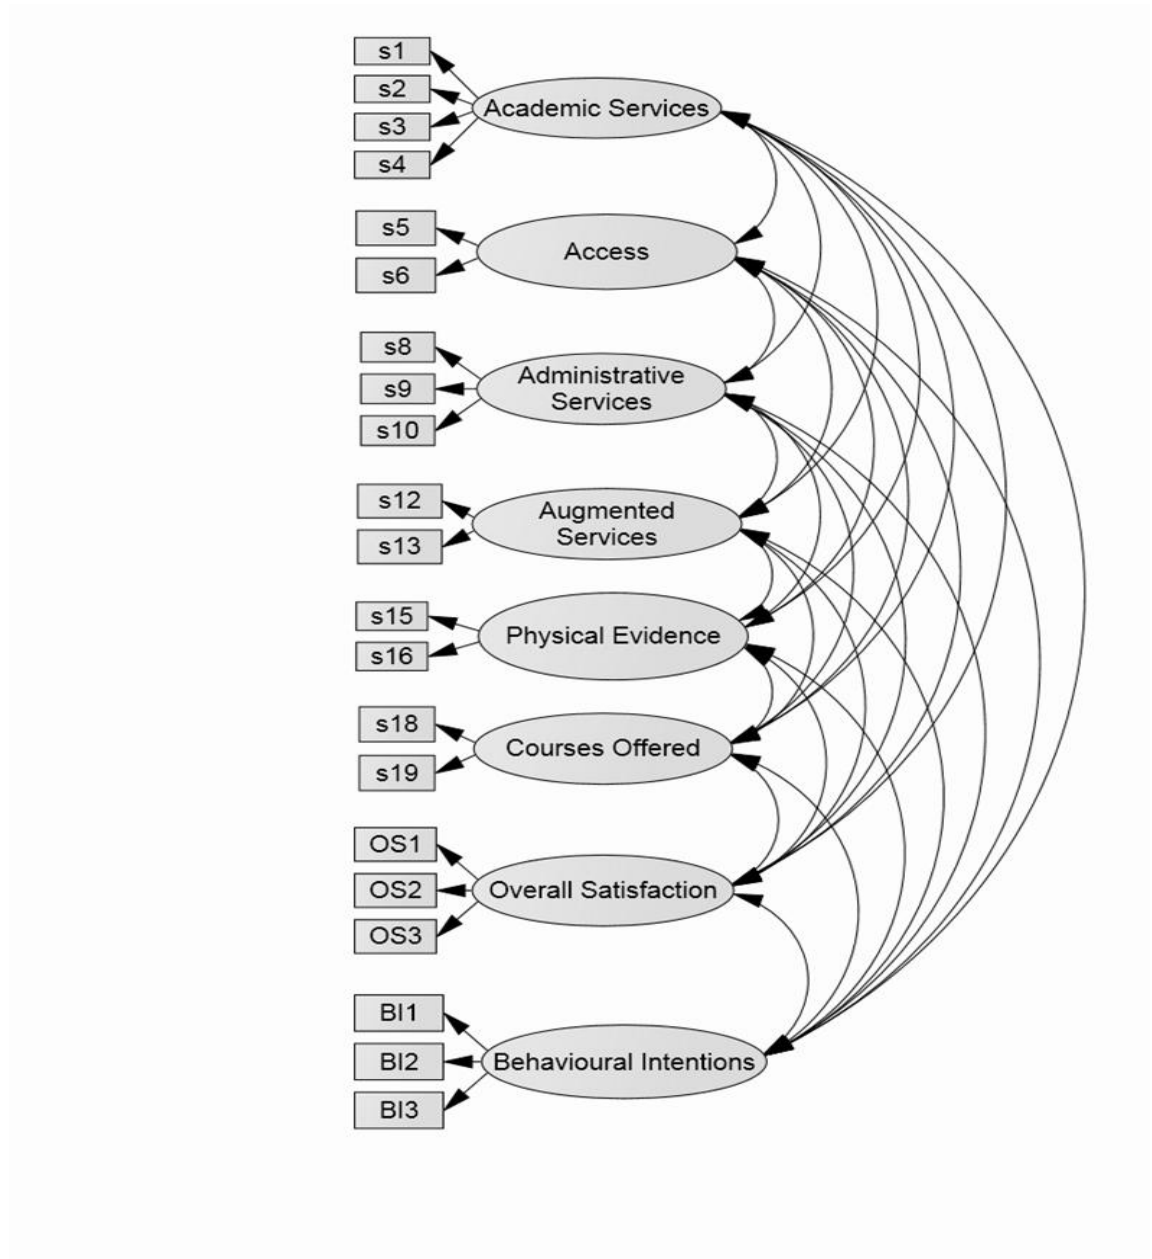 s1
s2
s3
s4
Academic Services
s5
s6
Access
s8
s9
s10
Administrative
Services
s12
s13
Augmented
Services
s15
s16
Physical Evidence
s18
s19
Courses Offered
OS1
OS2
OS3
Overall Satisfaction
BI1
BI2
BI3
Behavioural Intentions